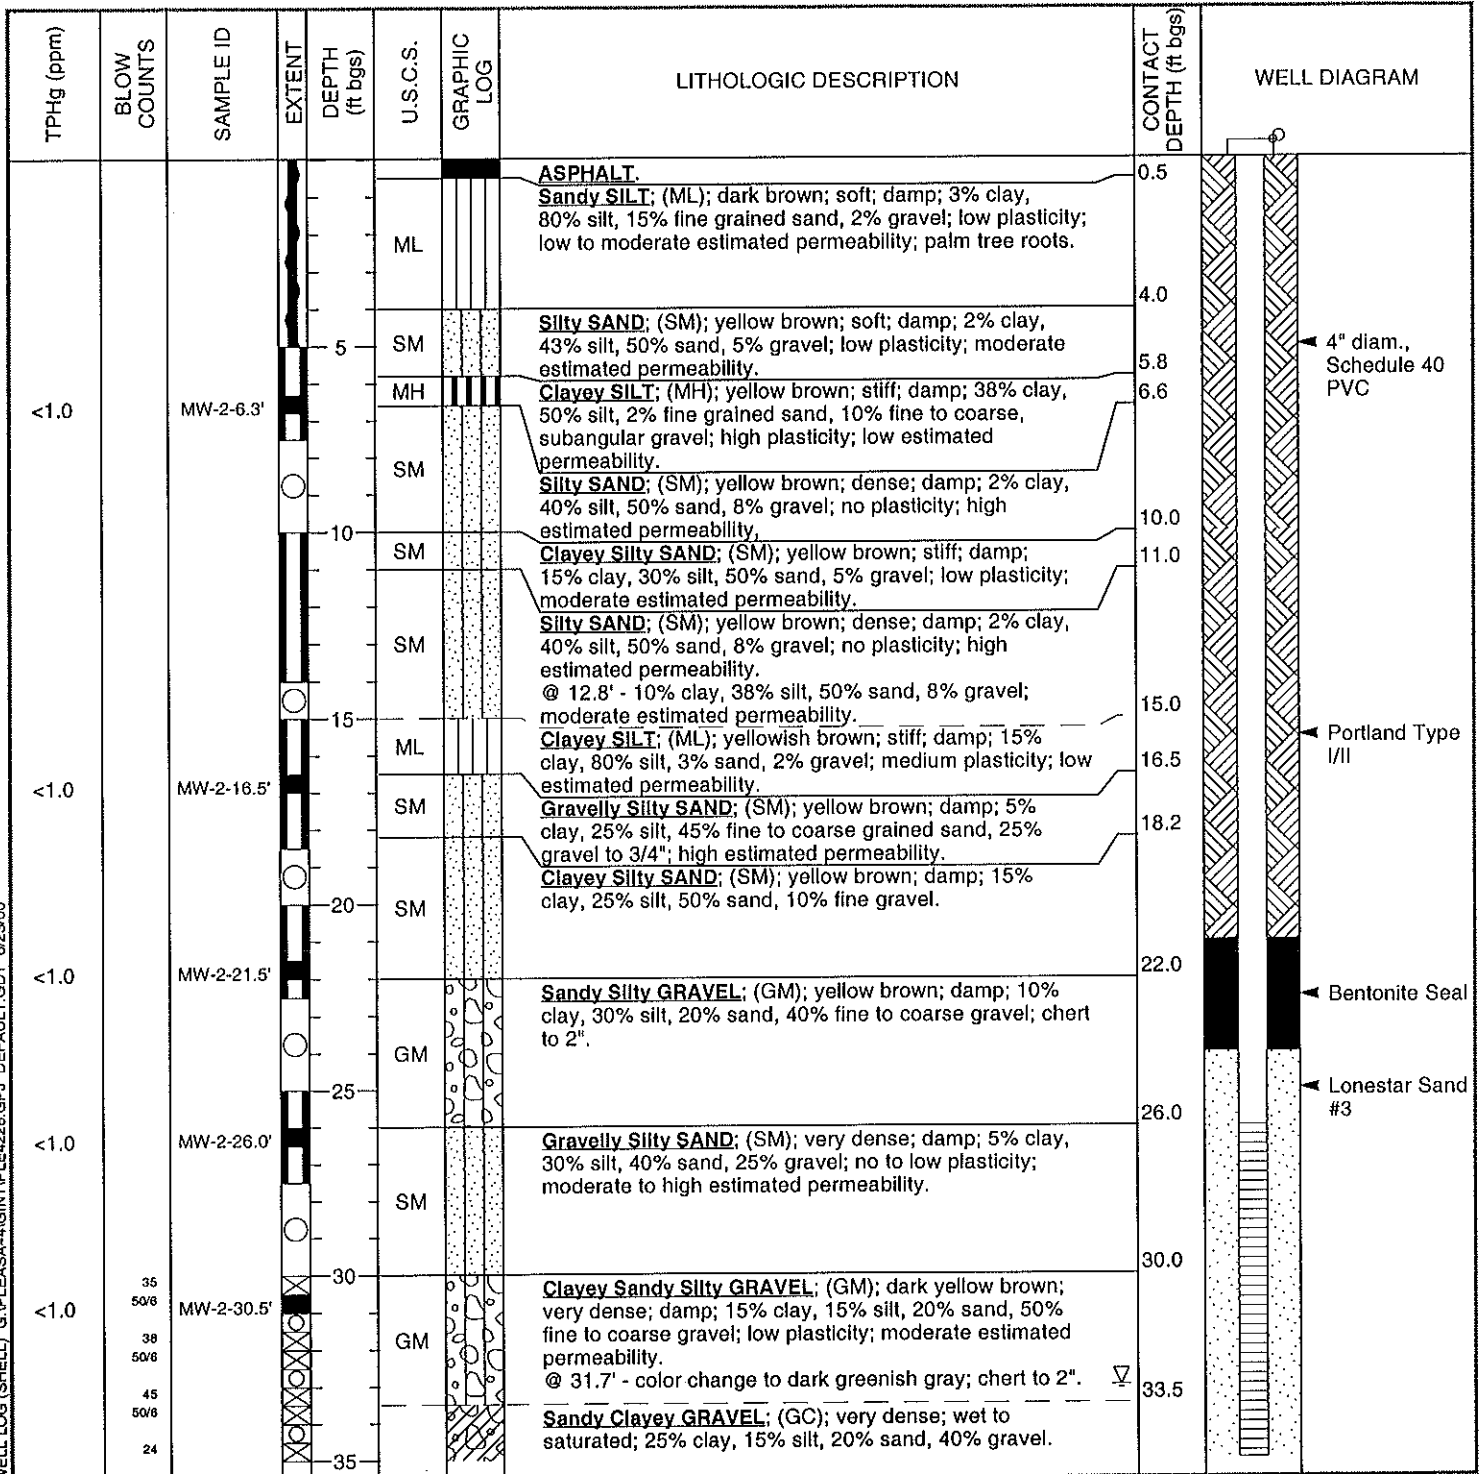 TPHg (ppm)
BLOW
COUNTS
SAMPLE ID
EXTENT
DEPTH
(ft bgs)
U.S.C.S.
GRAPHIC
LOG
LITHOLOGIC DESCRIPTION
CONTACT
DEPTH (ft bgs)
WELL DIAGRAM
ASPHALT.
0.5
Sandy SILT; (ML); dark brown; soft; damp; 3% clay,
80% silt, 15% fine grained sand, 2% gravel; low plasticity;
low to moderate estimated permeability; palm tree roots.
ML
4.0
Silty SAND; (SM); yellow brown; soft; damp; 2% clay,
43% silt, 50% sand, 5% gravel; low plasticity; moderate
estimated permeability.
SM
5
5.8
4" diam.,
Schedule 40
PVC
Clayey SILT; (MH); yellow brown; stiff; damp; 38% clay,
50% silt, 2% fine grained sand, 10% fine to coarse,
subangular gravel; high plasticity; low estimated
permeability.
MH
6.6
<1.0
MW-2-6.3'
Silty SAND; (SM); yellow brown; dense; damp; 2% clay,
40% silt, 50% sand, 8% gravel; no plasticity; high
estimated permeability,
SM
10
10.0
Clayey Silty SAND; (SM); yellow brown; stiff; damp;
15% clay, 30% silt, 50% sand, 5% gravel; low plasticity;
moderate estimated permeability.
SM
11.0
Silty SAND; (SM); yellow brown; dense; damp; 2% clay,
40% silt, 50% sand, 8% gravel; no plasticity; high
estimated permeability.
@ 12.8' - 10% clay, 38% silt, 50% sand, 8% gravel;
moderate estimated permeability.
SM
15
15.0
Clayey SILT; (ML); yellowish brown; stiff; damp; 15%
clay, 80% silt, 3% sand, 2% gravel; medium plasticity; low
estimated permeability.
ML
16.5
Portland Type
I/II
<1.0
MW-2-16.5'
Gravelly Silty SAND; (SM); yellow brown; damp; 5%
clay, 25% silt, 45% fine to coarse grained sand, 25%
gravel to 3/4"; high estimated permeability.
SM
18.2
Clayey Silty SAND; (SM); yellow brown; damp; 15%
clay, 25% silt, 50% sand, 10% fine gravel.
20
SM
<1.0
MW-2-21.5'
22.0
Sandy Silty GRAVEL; (GM); yellow brown; damp; 10%
clay, 30% silt, 20% sand, 40% fine to coarse gravel; chert
to 2".
Bentonite Seal
GM
25
Lonestar Sand
#3
26.0
<1.0
MW-2-26.0'
Gravelly Silty SAND; (SM); very dense; damp; 5% clay,
30% silt, 40% sand, 25% gravel; no to low plasticity;
moderate to high estimated permeability.
SM
30
30.0
35
50/6
<1.0
MW-2-30.5'
38
50/6
45
50/6
24
Clayey Sandy Silty GRAVEL; (GM); dark yellow brown;
very dense; damp; 15% clay, 15% silt, 20% sand, 50%
fine to coarse gravel; low plasticity; moderate estimated
permeability.
@ 31.7' - color change to dark greenish gray; chert to 2".
GM
33.5
Sandy Clayey GRAVEL; (GC); very dense; wet to
saturated; 25% clay, 15% silt, 20% sand, 40% gravel.
35
WELL LOG (SHELL)
DEFAULT.GDT